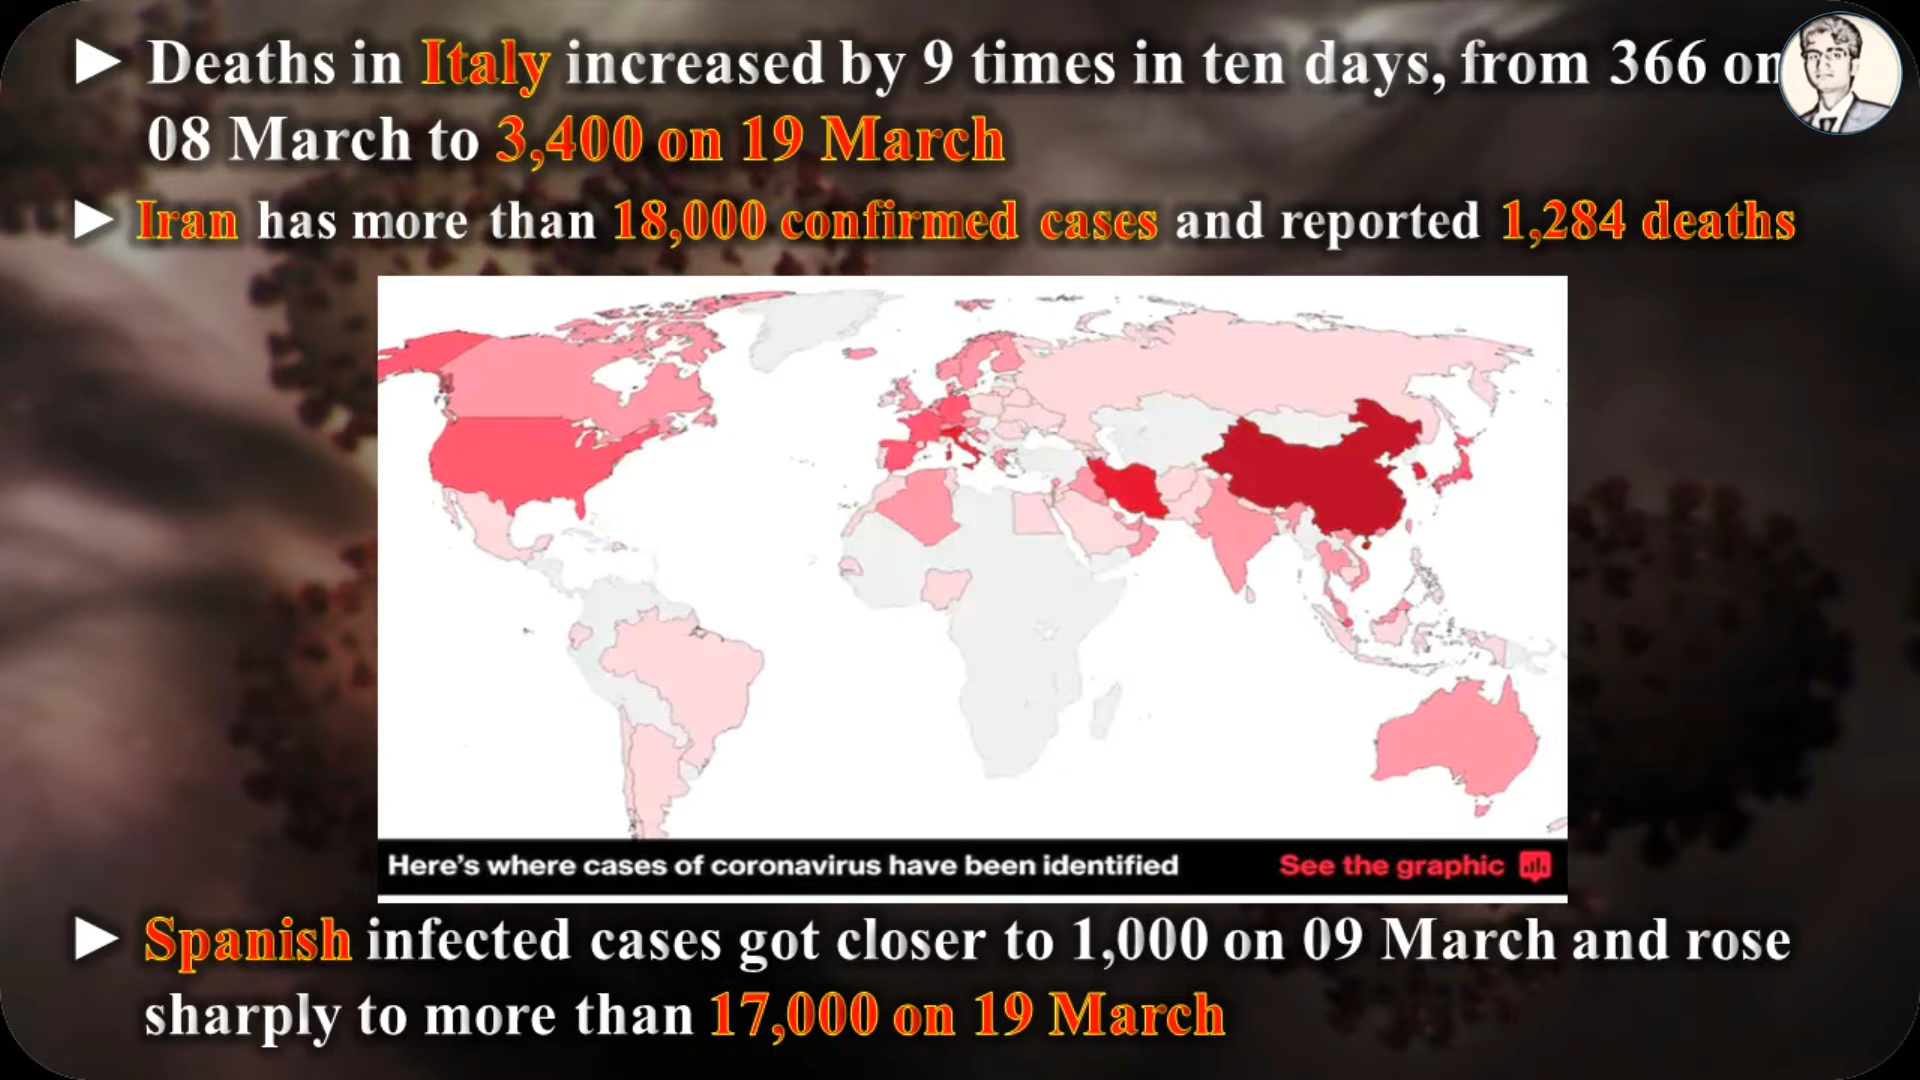 Deaths in Italy increased by 9 times in ten days, from 366 on
08 March to 3,400 on 19 March
Iran has more than 18,000 confirmed cases and reported 1,284 deaths
Here's where cases of coronavirus have been identified See the graphic
Spanish infected cases got closer to 1,000 on 09 March and rose
sharply to more than 17,000 on 19 March